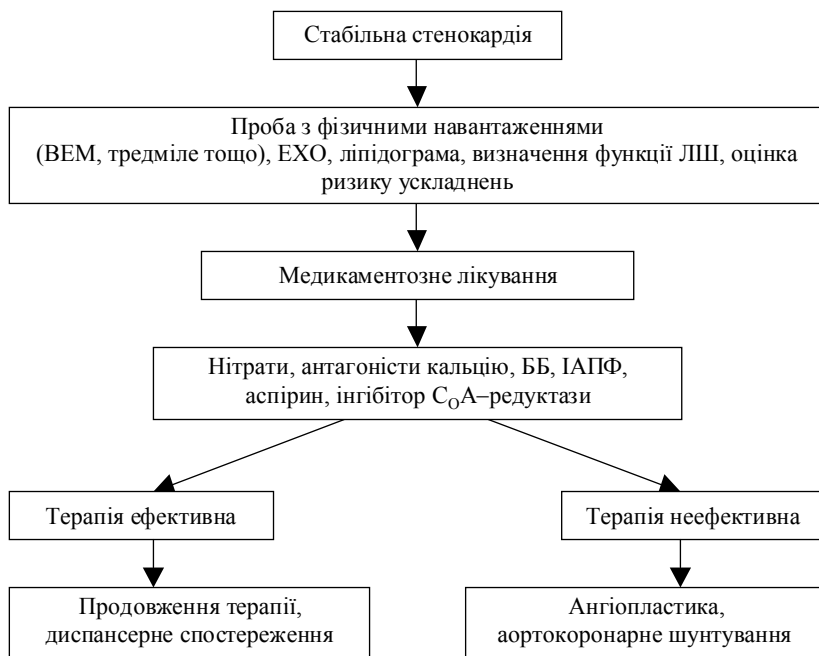 Стабільна стенокардія
Проба з фізичними навантаженнями
(ВЕМ, тредміле тощо), ЕХО, ліпідограма, визначення функції ЛШ, оцінка
ризику ускладнень
Медикаментозне лікування
Нітрати, антагоністи кальцію, ББ, ІАПФ,
аспірин, інгібітор CₒA–редуктази
Терапія ефективна
Терапія неефективна
Продовження терапії,
диспансерне спостереження
Ангіопластика,
аортокоронарне шунтування